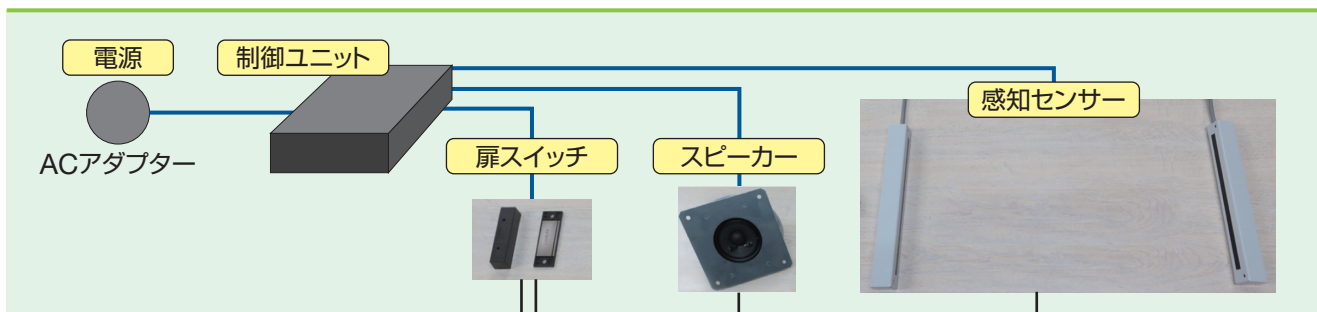 電源
制御ユニット
感知センサー
ACアダプター
扉スイッチ
スピーカー